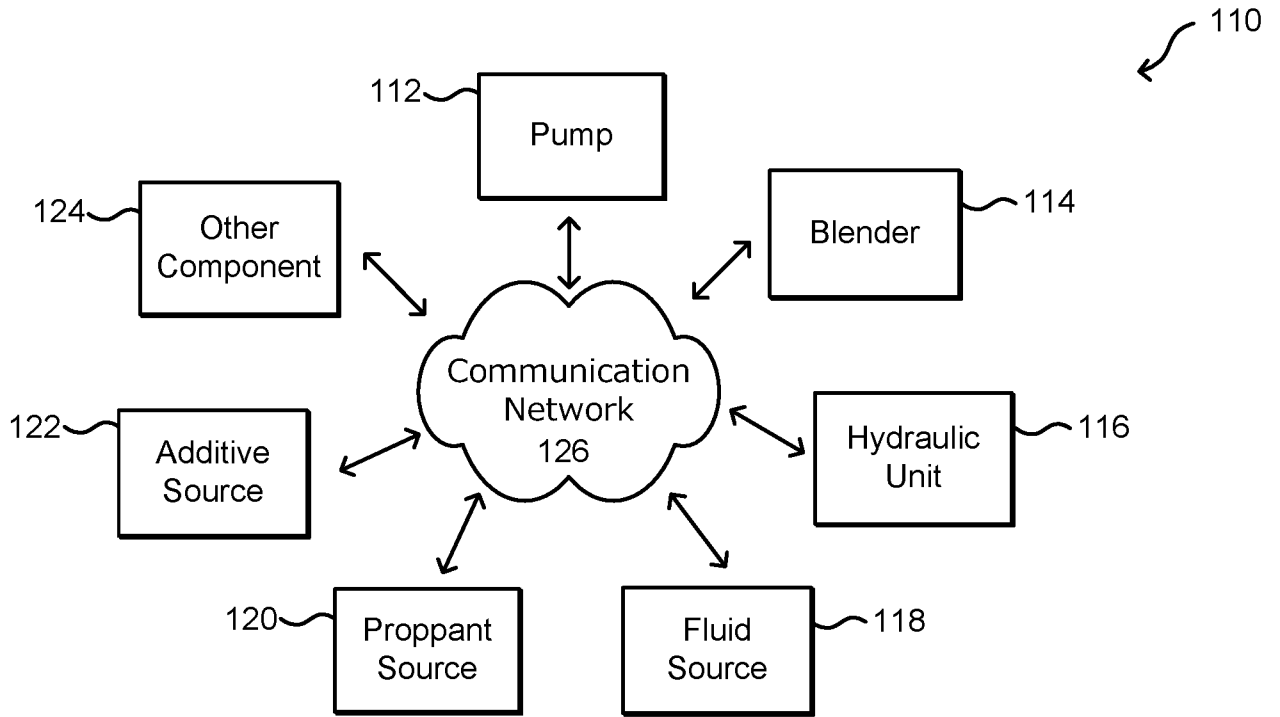 110
112
Pump
124
Other
Component
Blender
114
Communication
Network
126
122
Additive
Source
Hydraulic
Unit
116
120
Proppant
Source
Fluid
Source
118